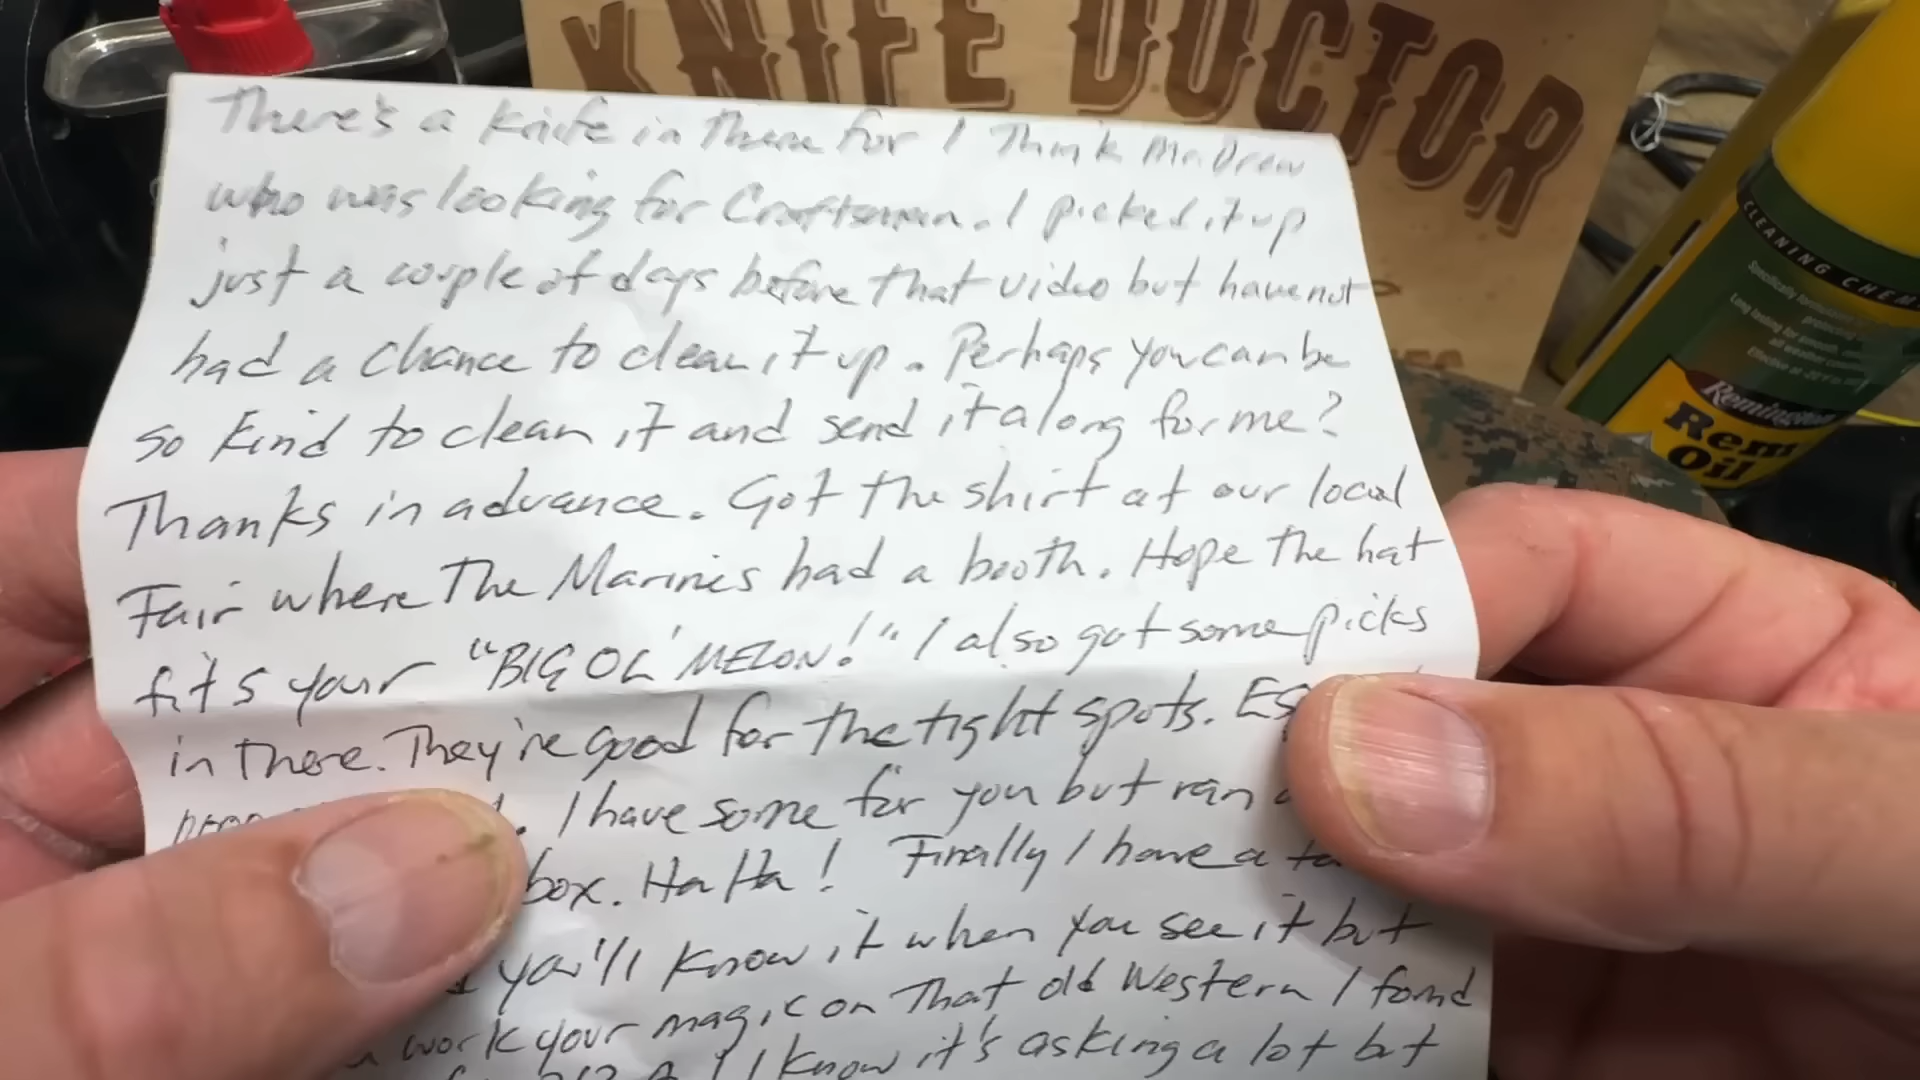 KNIFE DOCTOR
There's a knife in there for I Think Mr. Drew
who was looking for Craftsman. I picked it up
just a couple of days before that video but have not
had a chance to clean it up. Perhaps you can be
so kind to clean it and send it along for me?
Thanks in advance. Got the shirt at our local
Fair where The Marines had a booth. Hope the hat
fits your "BIG OL' MELON!" I also got some picks
in there. They're good for the tight spots.
I have some for you but ran
box. Ha Ha! Finally I have a
you'll know it when you see it but
work your magic on That old Western I found
I know it's asking a lot but
CLEANING CHEM
Remington
Rem
Oil